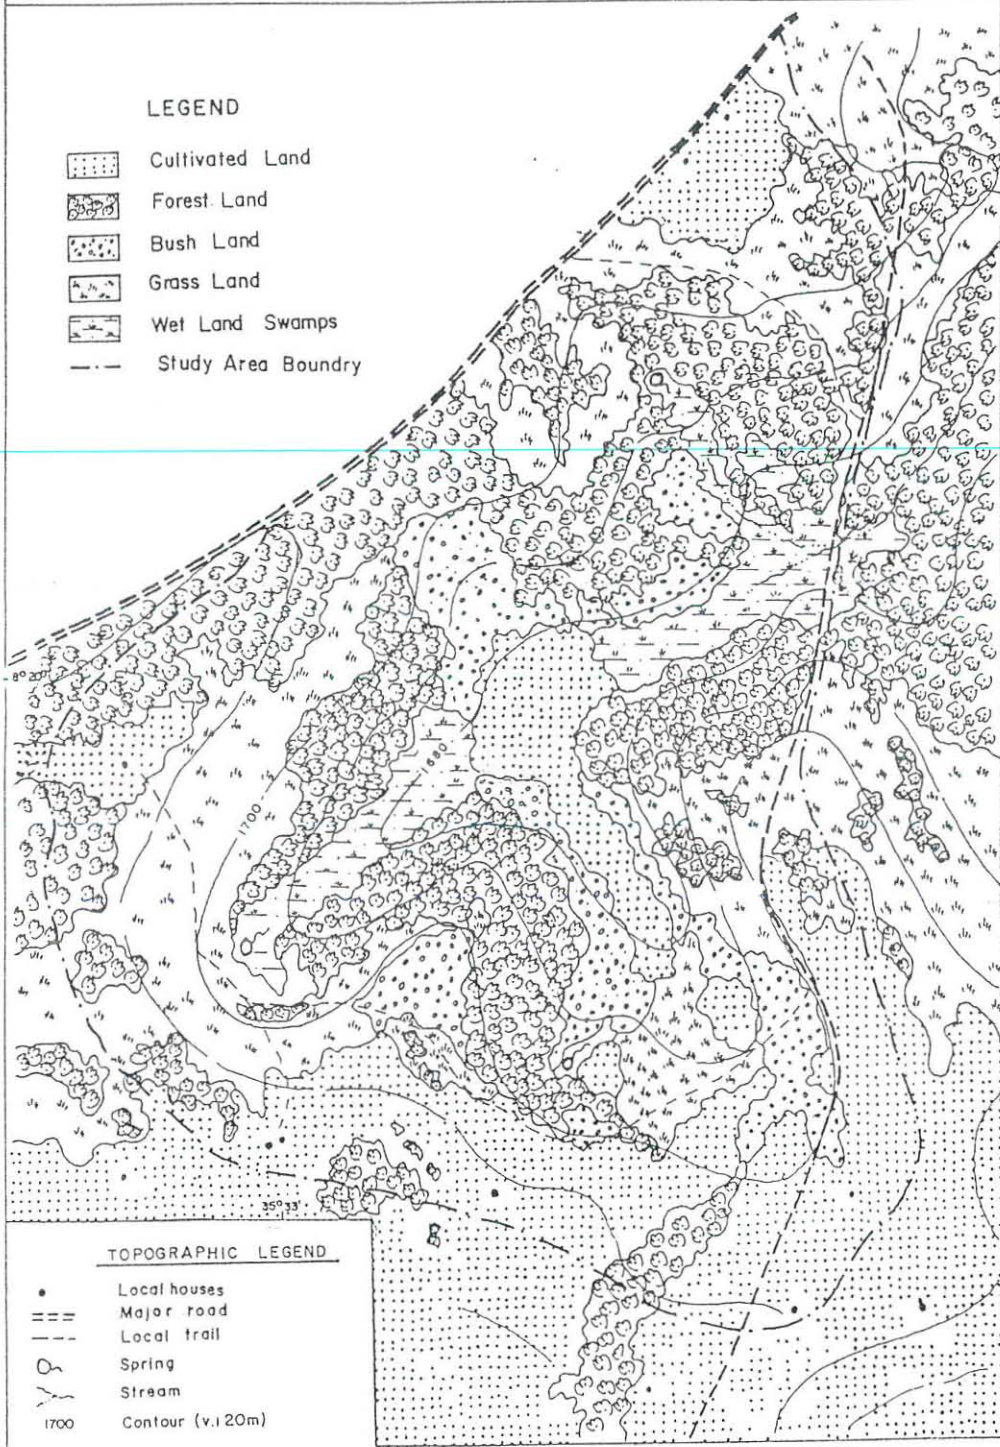 LEGEND
Cultivated Land
Forest Land
Bush Land
Grass Land
Wet Land Swamps
Study Area Boundry
1700
1680
35° 33'
TOPOGRAPHIC LEGEND
Local houses
Major road
Local trail
Spring
Stream
1700 Contour (v.i 20m)